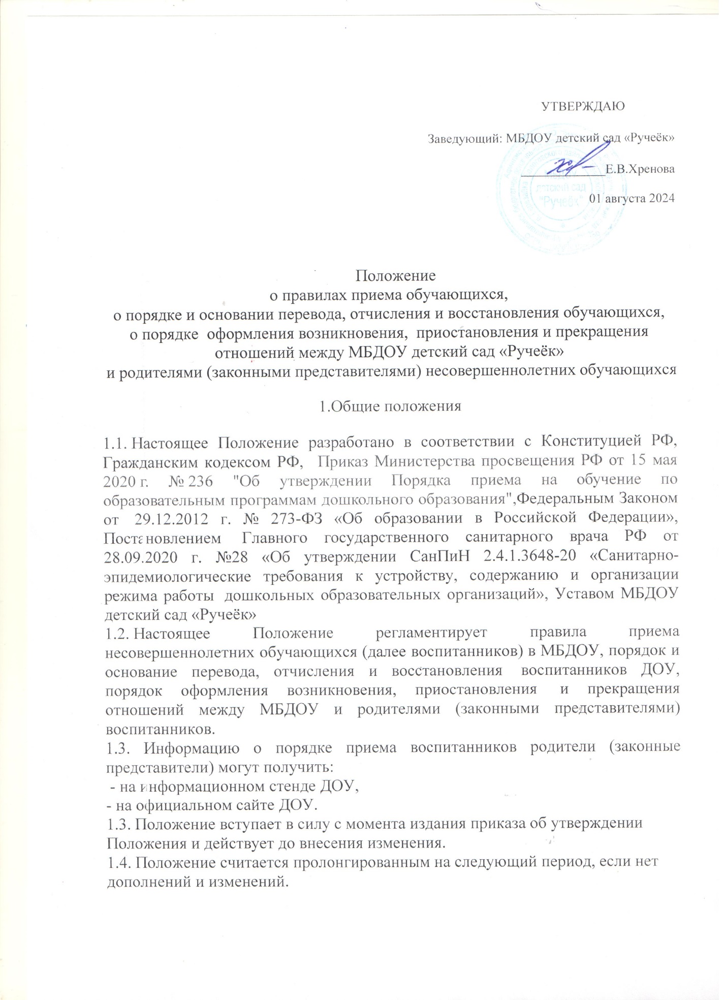 УТВЕРЖДАЮ
Заведующий: МБДОУ детский сад «Ручеёк»
Е.В.Хренова
детский сад
"Ручеёк"
01 августа 2024
Положение
о правилах приема обучающихся,
о порядке и основании перевода, отчисления и восстановления обучающихся,
о порядке оформления возникновения, приостановления и прекращения
отношений между МБДОУ детский сад «Ручеёк»
и родителями (законными представителями) несовершеннолетних обучающихся
1.Общие положения
1.1. Настоящее Положение разработано в соответствии с Конституцией РФ,
Гражданским кодексом РФ, Приказ Министерства просвещения РФ от 15 мая
2020 г. № 236 "Об утверждении Порядка приема на обучение по
образовательным программам дошкольного образования",Федеральным Законом
от 29.12.2012 г. № 273-ФЗ «Об образовании в Российской Федерации»,
Постановлением Главного государственного санитарного врача РФ от
28.09.2020 г. №28 «Об утверждении СанПиН 2.4.1.3648-20 «Санитарно-
эпидемиологические требования к устройству, содержанию и организации
режима работы дошкольных образовательных организаций», Уставом МБДОУ
детский сад «Ручеёк»
1.2. Настоящее Положение регламентирует правила приема
несовершеннолетних обучающихся (далее воспитанников) в МБДОУ, порядок и
основание перевода, отчисления и восстановления воспитанников ДОУ,
порядок оформления возникновения, приостановления и прекращения
отношений между МБДОУ и родителями (законными представителями)
воспитанников.
1.3. Информацию о порядке приема воспитанников родители (законные
представители) могут получить:
- на информационном стенде ДОУ,
- на официальном сайте ДОУ.
1.3. Положение вступает в силу с момента издания приказа об утверждении
Положения и действует до внесения изменения.
1.4. Положение считается пролонгированным на следующий период, если нет
дополнений и изменений.